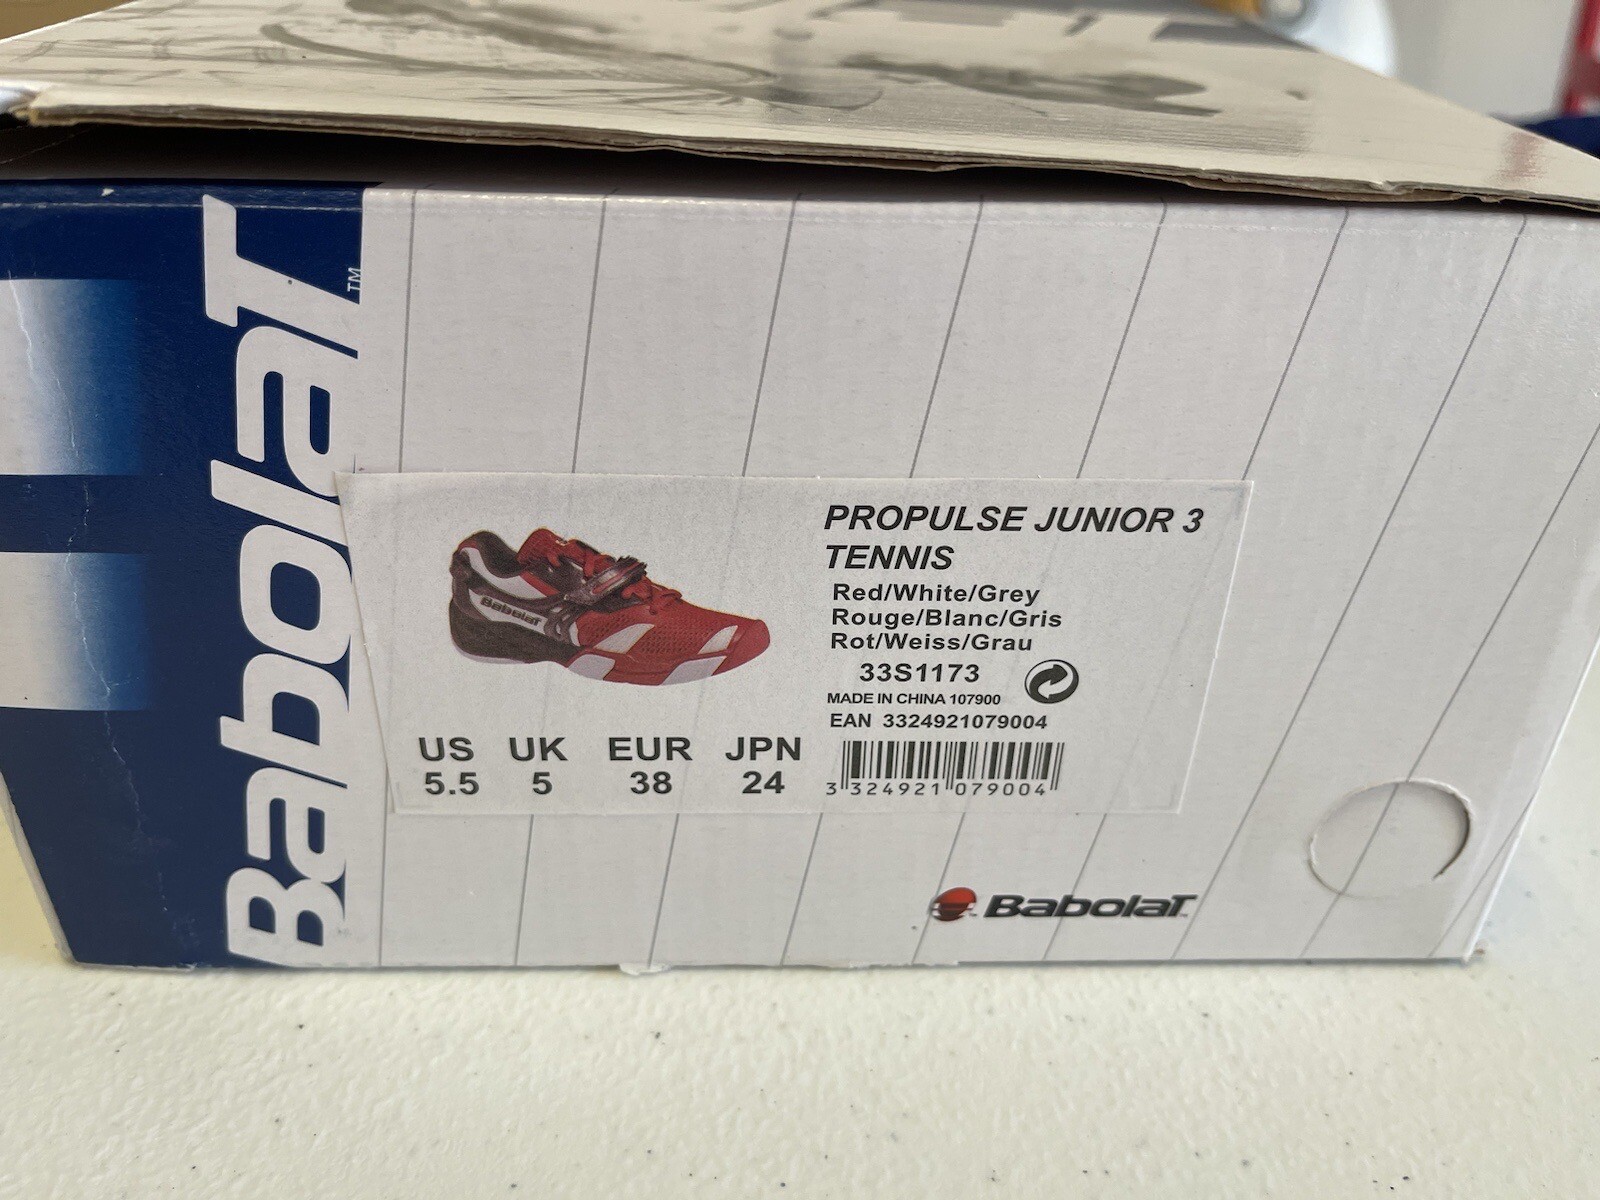 Babolat™
PROPULSE JUNIOR 3
TENNIS
Red/White/Grey
Rouge/Blanc/Gris
Rot/Weiss/Grau
33S1173
MADE IN CHINA 107900
EAN 3324921079004
Babolat
US UK EUR JPN
5.5 5 38 24
3 324921 079004
Babolat